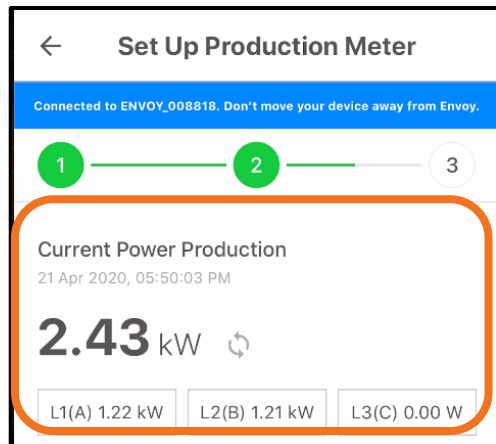 Set Up Production Meter
Connected to ENVOY_008818. Don't move your device away from Envoy.
1 2 3
Current Power Production
21 Apr 2020, 05:50:03 PM
2.43 kW
L1(A) 1.22 kW L2(B) 1.21 kW L3(C) 0.00 W